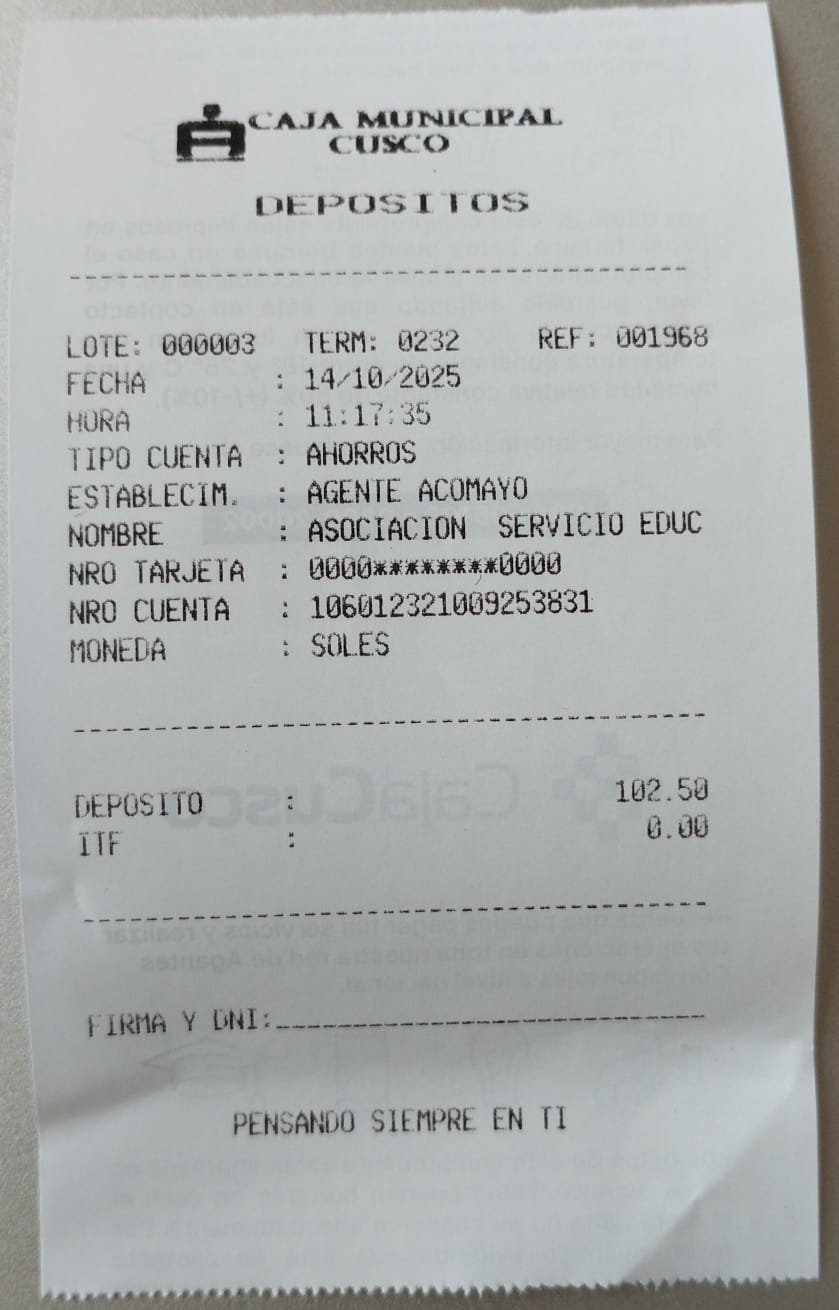 CAJA MUNICIPAL
CUSCO
DEPOSITOS
LOTE: 000003 TERM: 0232 REF: 001968
FECHA : 14/10/2025
HORA : 11:17:35
TIPO CUENTA : AHORROS
ESTABLECIM. : AGENTE ACOMAYO
NOMBRE : ASOCIACION SERVICIO EDUC
NRO TARJETA : 0000********0000
NRO CUENTA : 106012321009253831
MONEDA : SOLES
DEPOSITO : 102.50
ITF : 0.00
FIRMA Y DNI:
PENSANDO SIEMPRE EN TI